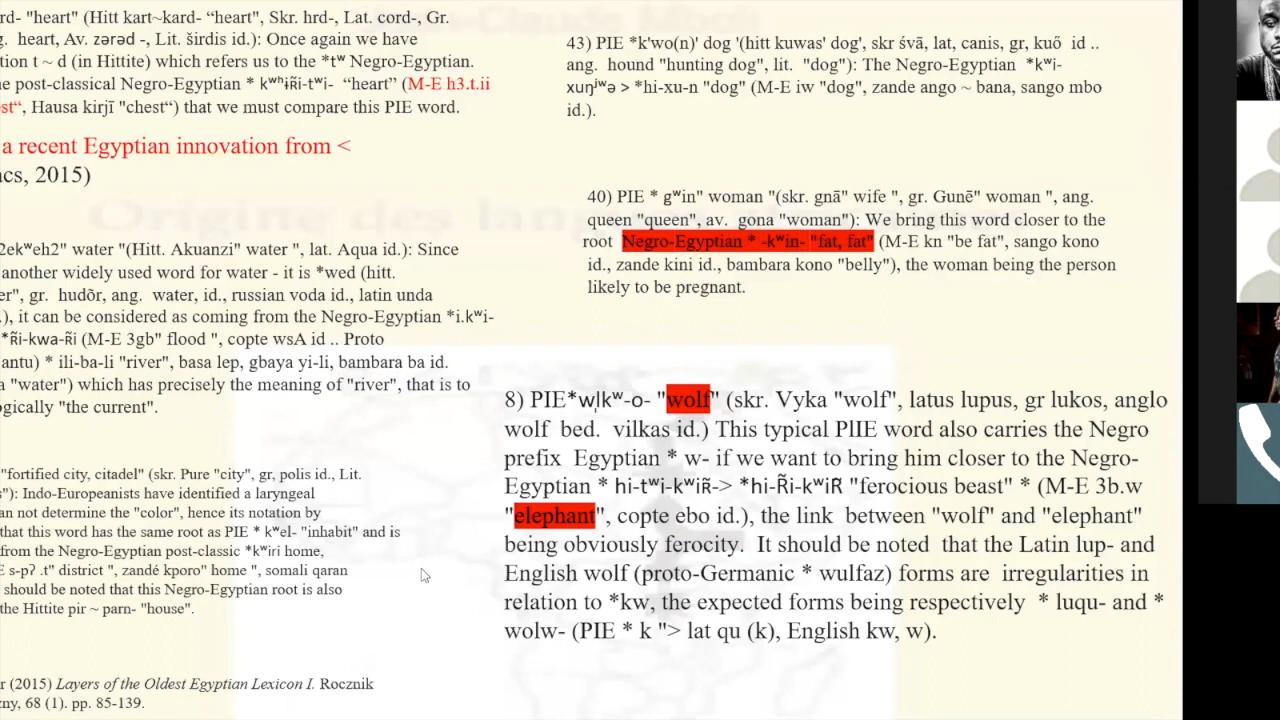 rd- "heart" (Hitt kart~kard- “heart", Skr. hrd-, Lat. cord-, Gr.
heart, Av. zərəd -, Lit. širdis id.): Once again we have
tion t ~ d (in Hittite) which refers us to the *tʷ Negro-Egyptian.
e post-classical Negro-Egyptian * kʷʰiR̃i-tʷi- “heart” (M-E h3.t.ii
st“, Hausa kirjī "chest“) that we must compare this PIE word.
a recent Egyptian innovation from <
acs, 2015)
2ekʷeh2" water "(Hitt. Akuanzi" water ", lat. Aqua id.): Since
another widely used word for water - it is *wed (hitt.
er", gr. hudōr, ang. water, id., russian voda id., latin unda
.), it can be considered as coming from the Negro-Egyptian *i.kʷi-
*R̃i-kwa-R̃i (M-E 3gb" flood ", copte wsA id .. Proto
antu) * ili-ba-li "river", basa lep, gbaya yi-li, bambara ba id.
a "water") which has precisely the meaning of "river", that is to
ogically "the current".
"fortified city, citadel" (skr. Pure "city", gr, polis id., Lit.
s"): Indo-Europeanists have identified a laryngeal
an not determine the "color", hence its notation by
that this word has the same root as PIE * kʷel- "inhabit" and is
from the Negro-Egyptian post-classic *kʷiri home,
E s-pʔ .t" district ", zandé kporo" home ", somali qaran
should be noted that this Negro-Egyptian root is also
the Hittite pir ~ parn- "house".
r (2015) Layers of the Oldest Egyptian Lexicon I. Rocznik
zny, 68 (1). pp. 85-139.
43) PIE *k'wo(n)' dog '(hitt kuwas' dog', skr śvā, lat, canis, gr, kuō id ..
ang. hound "hunting dog", lit. "dog"): The Negro-Egyptian *kʷi-
xuŋʲʷə > *hi-xu-n "dog" (M-E iw "dog", zande ango ~ bana, sango mbo
id.).
40) PIE * gʷin" woman "(skr. gnā" wife ", gr. Gunē" woman ", ang.
queen "queen", av. gona "woman"): We bring this word closer to the
root Negro-Egyptian * -kʷin- "fat, fat" (M-E kn "be fat", sango kono
id., zande kini id., bambara kono "belly"), the woman being the person
likely to be pregnant.
8) PIE*wl̩kʷ-o- "wolf" (skr. Vyka "wolf", latus lupus, gr lukos, anglo
wolf bed. vilkas id.) This typical PlIE word also carries the Negro
prefix Egyptian * w- if we want to bring him closer to the Negro-
Egyptian * hi-tʷi-kʷiR̃-> *hi-R̃i-kʷiR̃ "ferocious beast" * (M-E 3b.w
"elephant", copte ebo id.), the link between "wolf" and "elephant"
being obviously ferocity. It should be noted that the Latin lup- and
English wolf (proto-Germanic * wulfaz) forms are irregularities in
relation to *kw, the expected forms being respectively * luqu- and *
wolw- (PIE * k "> lat qu (k), English kw, w).